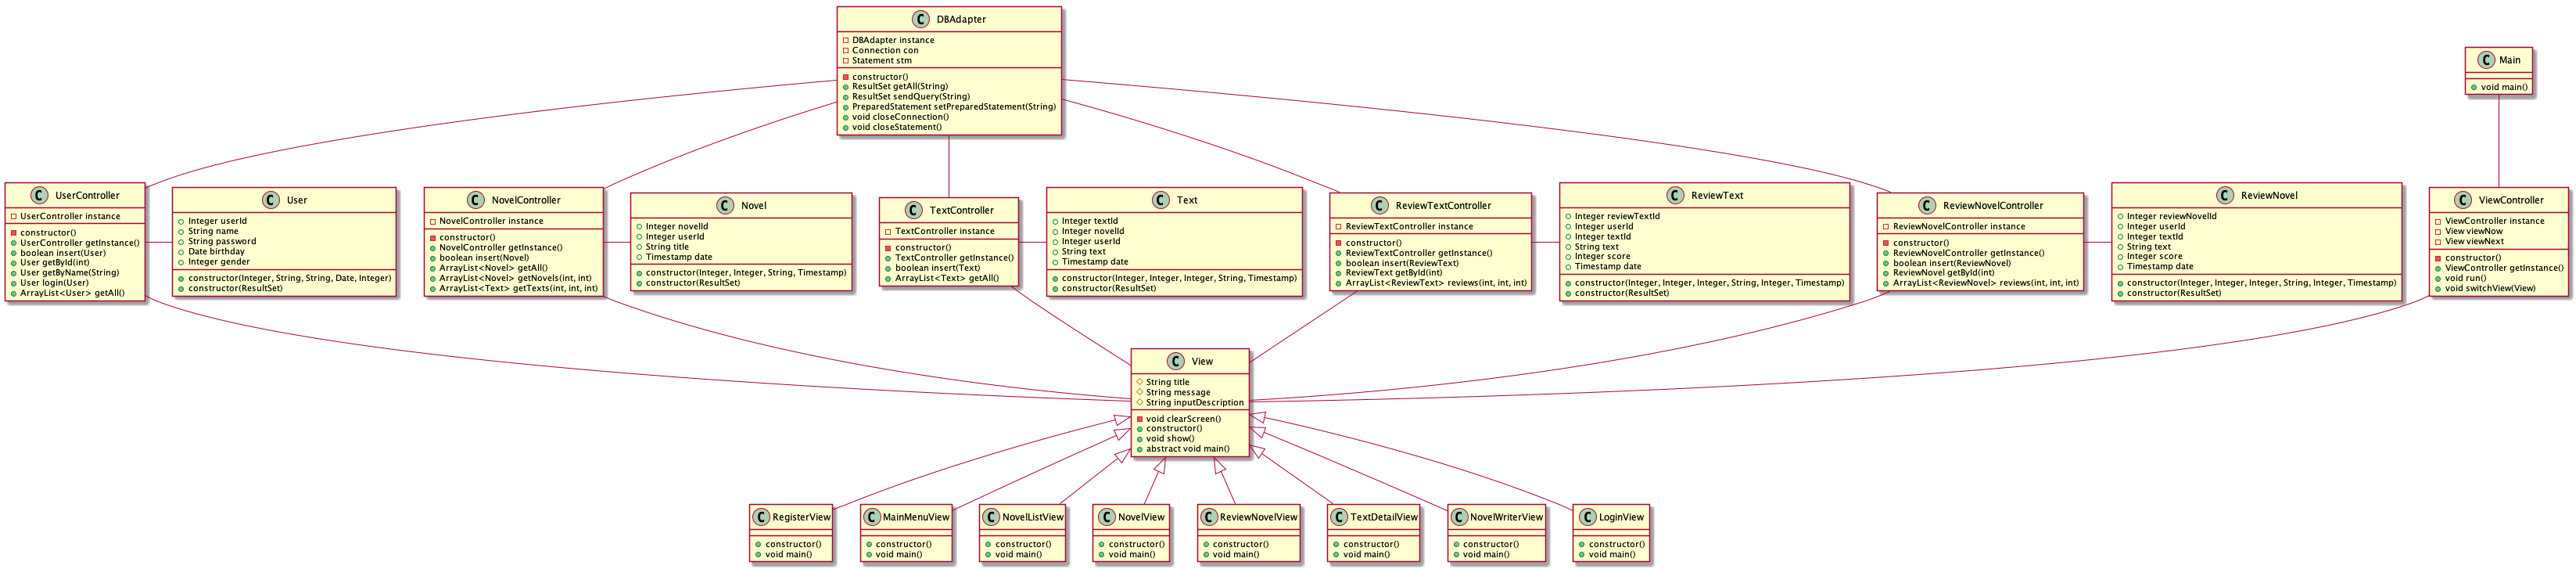 DBAdapter
DBAdapter instance
Connection con
Statement stm
constructor()
ResultSet getAll(String)
ResultSet sendQuery(String)
PreparedStatement setPreparedStatement(String)
void closeConnection()
void closeStatement()
Main
void main()
UserController
UserController instance
constructor()
UserController getInstance()
boolean insert(User)
User getById(int)
User getByName(String)
User login(User)
ArrayList<User> getAll()
User
Integer userId
String name
String password
Date birthday
Integer gender
constructor(Integer, String, String, Date, Integer)
constructor(ResultSet)
NovelController
NovelController instance
constructor()
NovelController getInstance()
boolean insert(Novel)
ArrayList<Novel> getAll()
ArrayList<Novel> getNovels(int, int)
ArrayList<Text> getTexts(int, int, int)
Novel
Integer novelId
Integer userId
String title
Timestamp date
constructor(Integer, Integer, String, Timestamp)
constructor(ResultSet)
TextController
TextController instance
constructor()
TextController getInstance()
boolean insert(Text)
ArrayList<Text> getAll()
Text
Integer textId
Integer novelId
Integer userId
String text
Timestamp date
constructor(Integer, Integer, Integer, String, Timestamp)
constructor(ResultSet)
ReviewTextController
ReviewTextController instance
constructor()
ReviewTextController getInstance()
boolean insert(ReviewText)
ReviewText getById(int)
ArrayList<ReviewText> reviews(int, int, int)
ReviewText
Integer reviewTextId
Integer userId
Integer textId
String text
Integer score
Timestamp date
constructor(Integer, Integer, Integer, String, Integer, Timestamp)
constructor(ResultSet)
ReviewNovelController
ReviewNovelController instance
constructor()
ReviewNovelController getInstance()
boolean insert(ReviewNovel)
ReviewNovel getById(int)
ArrayList<ReviewNovel> reviews(int, int, int)
ReviewNovel
Integer reviewNovelId
Integer userId
Integer textId
String text
Integer score
Timestamp date
constructor(Integer, Integer, Integer, String, Integer, Timestamp)
constructor(ResultSet)
ViewController
ViewController instance
View viewNow
View viewNext
constructor()
ViewController getInstance()
void run()
void switchView(View)
View
String title
String message
String inputDescription
void clearScreen()
constructor()
void show()
abstract void main()
RegisterView
constructor()
void main()
MainMenuView
constructor()
void main()
NovelListView
constructor()
void main()
NovelView
constructor()
void main()
ReviewNovelView
constructor()
void main()
TextDetailView
constructor()
void main()
NovelWriterView
constructor()
void main()
LoginView
constructor()
void main()